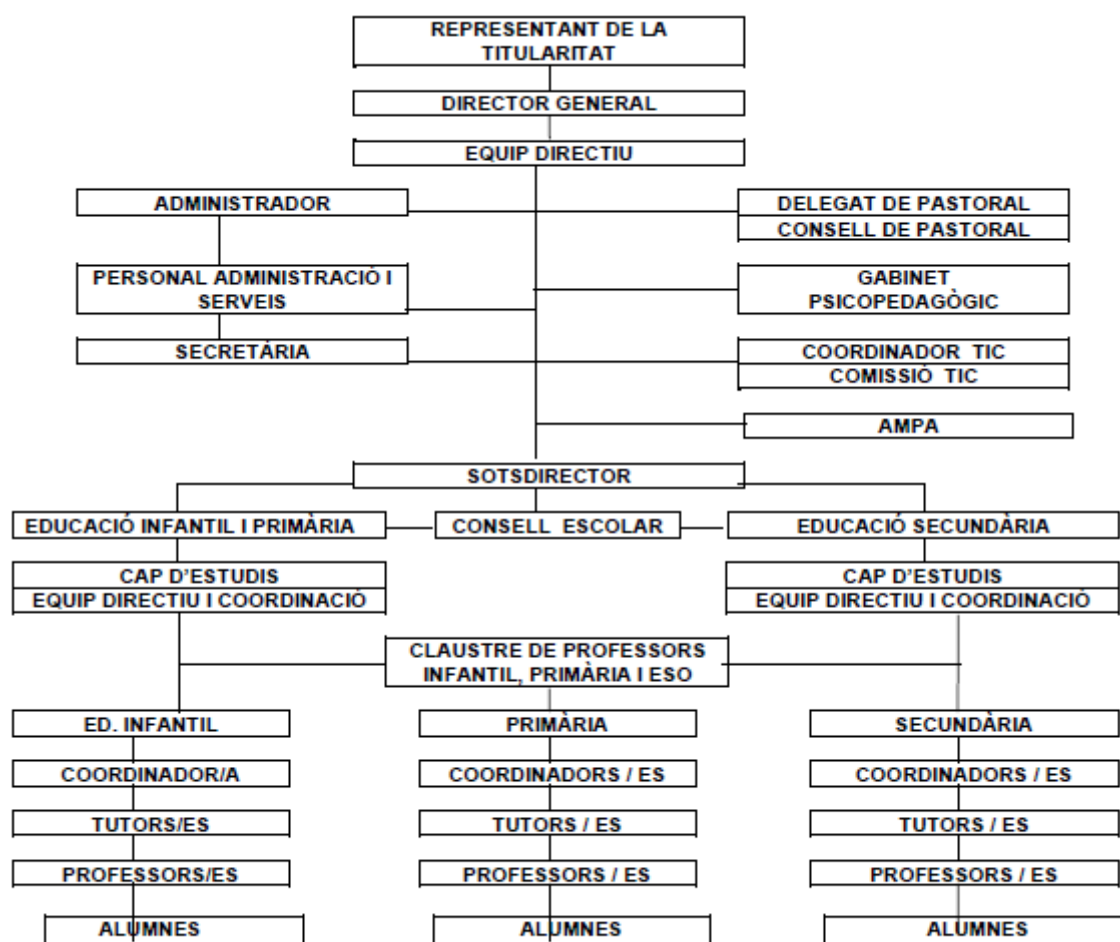 REPRESENTANT DE LA
TITULARITAT
DIRECTOR GENERAL
EQUIP DIRECTIU
ADMINISTRADOR
DELEGAT DE PASTORAL
CONSELL DE PASTORAL
PERSONAL ADMINISTRACIÓ I
SERVEIS
GABINET
PSICOPEDAGÒGIC
SECRETÀRIA
COORDINADOR TIC
COMISSIÓ TIC
AMPA
SOTSDIRECTOR
EDUCACIÓ INFANTIL I PRIMÀRIA
CONSELL ESCOLAR
EDUCACIÓ SECUNDÀRIA
CAP D'ESTUDIS
EQUIP DIRECTIU I COORDINACIÓ
CAP D'ESTUDIS
EQUIP DIRECTIU I COORDINACIÓ
CLAUSTRE DE PROFESSORS
INFANTIL, PRIMÀRIA I ESO
ED. INFANTIL
PRIMÀRIA
SECUNDÀRIA
COORDINADOR/A
COORDINADORS / ES
COORDINADORS / ES
TUTORS/ES
TUTORS / ES
TUTORS / ES
PROFESSORS/ES
PROFESSORS / ES
PROFESSORS / ES
ALUMNES
ALUMNES
ALUMNES